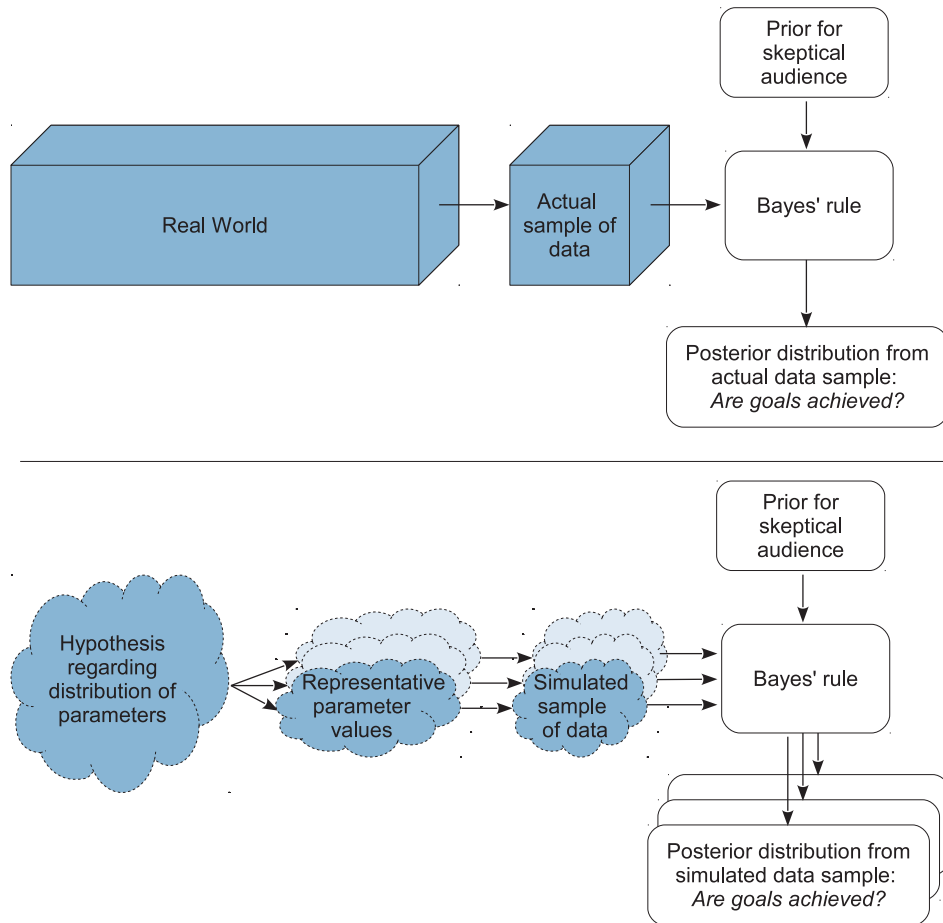 Prior for
skeptical
audience
Real World
Actual
sample of
data
Bayes' rule
Posterior distribution from
actual data sample:
Are goals achieved?
Prior for
skeptical
audience
Hypothesis
regarding
distribution of
parameters
Representative
parameter
values
Simulated
sample
of data
Bayes' rule
Posterior distribution from
simulated data sample:
Are goals achieved?